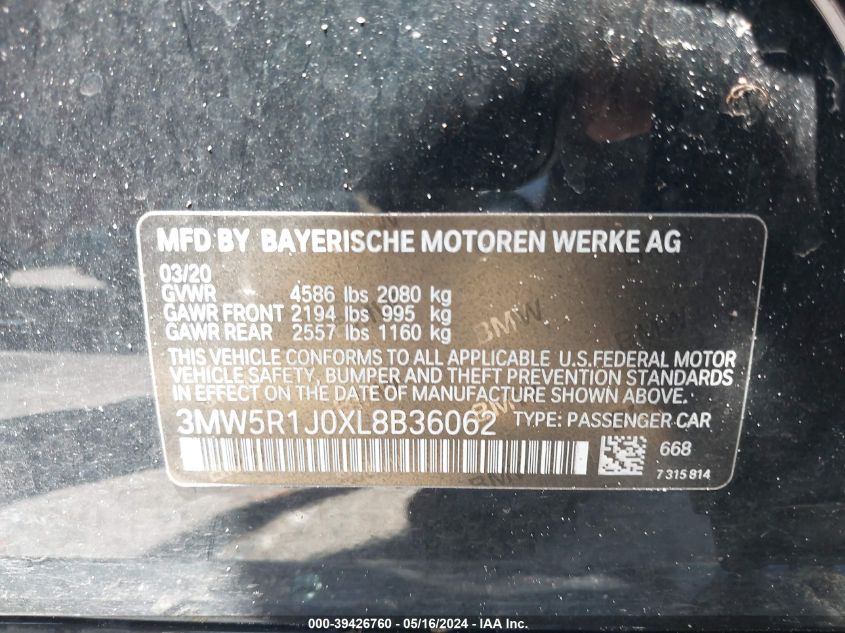 MFD BY BAYERISCHE MOTOREN WERKE AG
03/20
GVWR 4586 lbs 2080 kg
GAWR FRONT 2194 lbs 995 kg
GAWR REAR 2557 lbs 1160 kg
THIS VEHICLE CONFORMS TO ALL APPLICABLE U.S.FEDERAL MOTOR
VEHICLE SAFETY, BUMPER AND THEFT PREVENTION STANDARDS
IN EFFECT ON THE DATE OF MANUFACTURE SHOWN ABOVE.
3MW5R1J0XL8B36062 TYPE: PASSENGER CAR
668
7 315 814
000-39426760 - 05/16/2024 - IAA Inc.